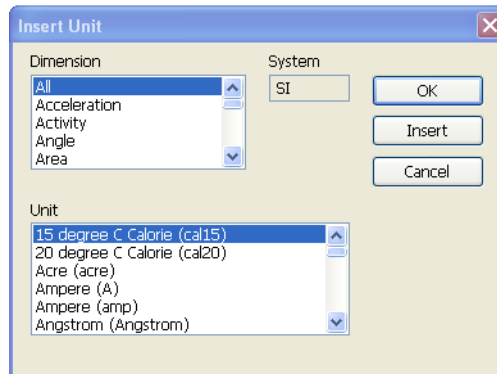 Insert Unit
Dimension
All
Acceleration
Activity
Angle
Area
System
SI
OK
Insert
Cancel
Unit
15 degree C Calorie (cal15)
20 degree C Calorie (cal20)
Acre (acre)
Ampere (A)
Ampere (amp)
Angstrom (Angstrom)